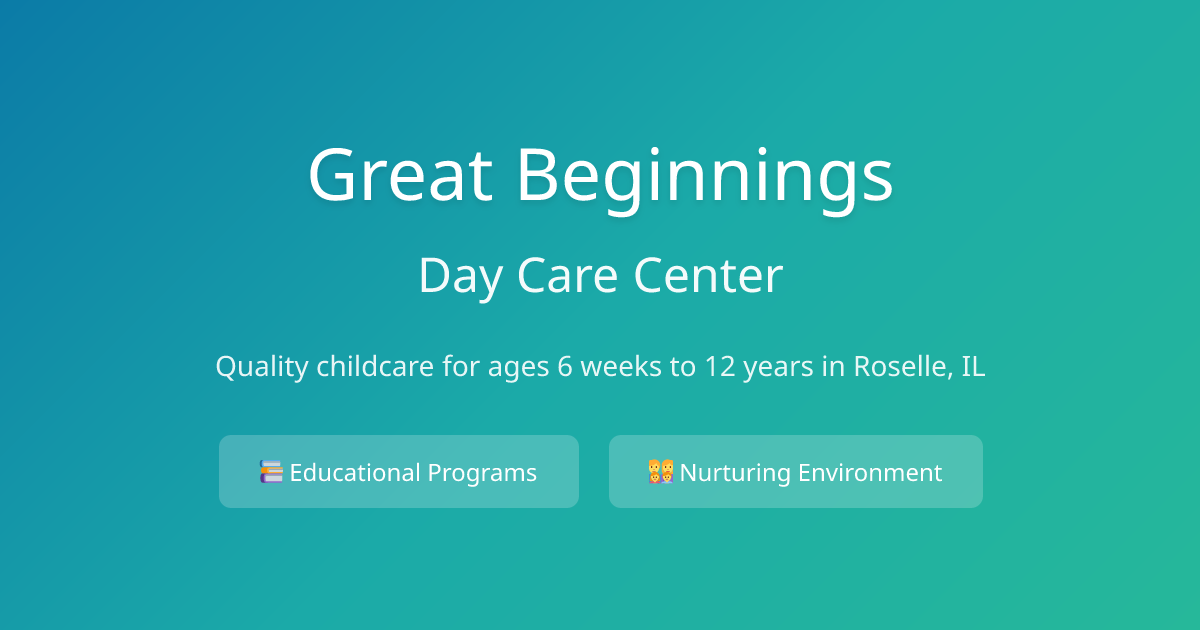 Great Beginnings
Day Care Center
Quality childcare for ages 6 weeks to 12 years in Roselle, IL
📚 Educational Programs
👨‍👩‍👧‍👦 Nurturing Environment